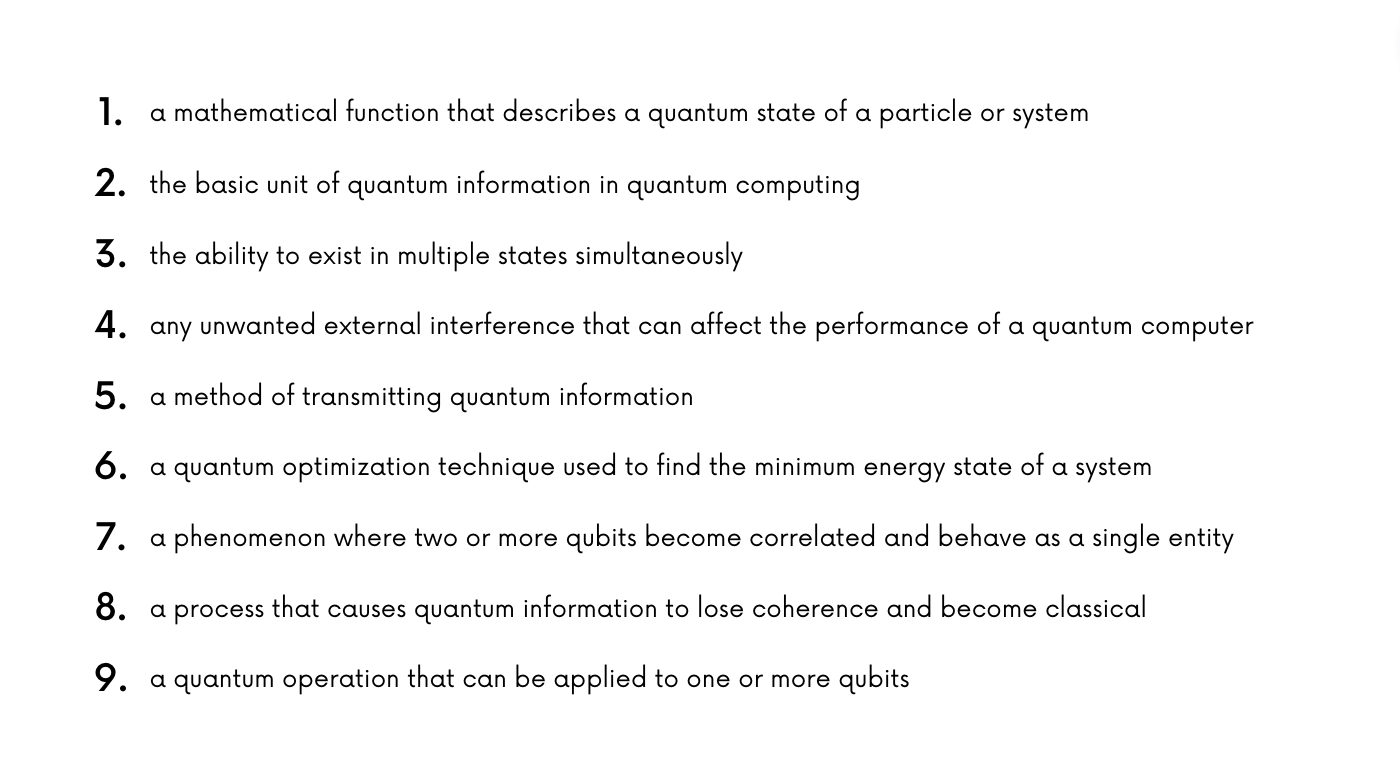 1. a mathematical function that describes a quantum state of a particle or system
2. the basic unit of quantum information in quantum computing
3. the ability to exist in multiple states simultaneously
4. any unwanted external interference that can affect the performance of a quantum computer
5. a method of transmitting quantum information
6. a quantum optimization technique used to find the minimum energy state of a system
7. a phenomenon where two or more qubits become correlated and behave as a single entity
8. a process that causes quantum information to lose coherence and become classical
9. a quantum operation that can be applied to one or more qubits